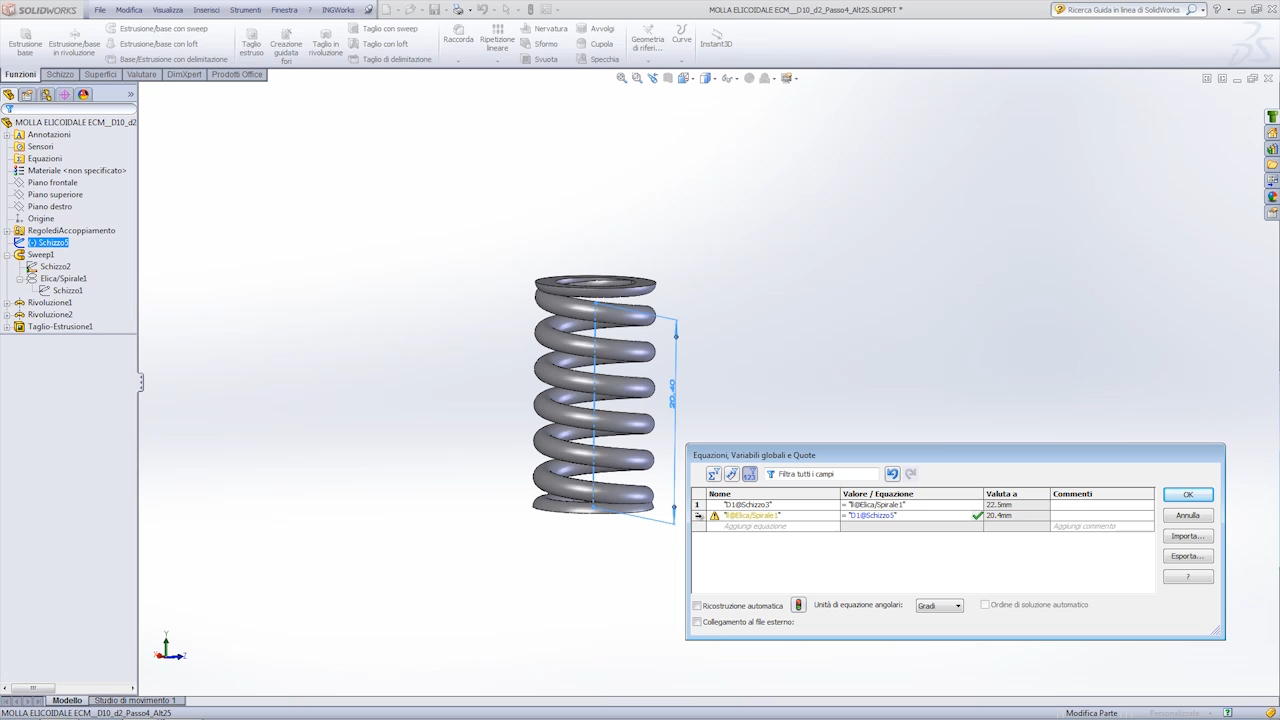 SOLIDWORKS File Modifica Visualizza Inserisci Strumenti Finestra ? INGWorks MOLLA ELICOIDALE ECM__D10_d2_Passo4_Alt25.SLDPRT * Ricerca Guida in linea di SolidWorks
Estrusione base
Estrusione/base in rivoluzione
Estrusione/base con sweep
Estrusione/base con loft
Base/Estrusione con delimitazione
Taglio estruso
Creazione guidata fori
Taglio in rivoluzione
Taglio con sweep
Taglio con loft
Taglio di delimitazione
Raccorda
Ripetizione lineare
Nervatura
Sformo
Svuota
Avvolgi
Cupola
Specchia
Geometria di riferi...
Curve
Instant3D
Funzioni Schizzo Superfici Valutare DimXpert Prodotti Office
MOLLA ELICOIDALE ECM__D10_d2
Annotazioni
Sensori
Equazioni
Materiale <non specificato>
Piano frontale
Piano superiore
Piano destro
Origine
RegolediAccoppiamento
(-) Schizzo5
Sweep1
Schizzo2
Elica/Spirale1
Schizzo1
Rivoluzione1
Rivoluzione2
Taglio-Estrusione1
20.40
Equazioni, Variabili globali e Quote
Filtra tutti i campi
Nome Valore / Equazione Valuta a Commenti
1 "D1@Schizzo3" = "l@Elica/Spirale1" 22.5mm
"l@Elica/Spirale1" = "D1@Schizzo5" 20.4mm
Aggiungi equazione Aggiungi commento
OK
Annulla
Importa...
Esporta...
?
Ricostruzione automatica Unità di equazione angolari: Gradi Ordine di soluzione automatico
Collegamento al file esterno:
Y
X Z
Modello Studio di movimento 1
MOLLA ELICOIDALE ECM__D10_d2_Passo4_Alt25 Modifica Parte Personalizzato